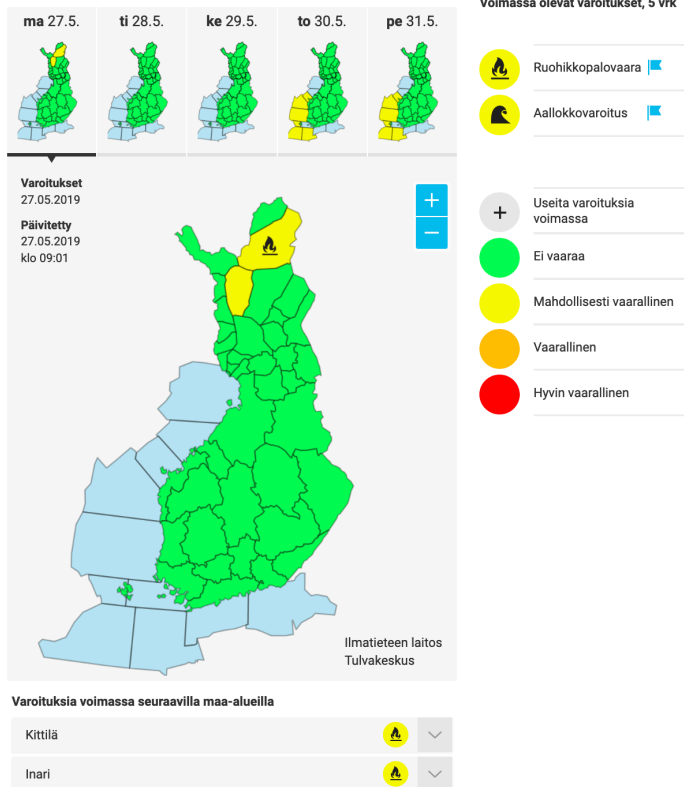 Voimassa olevat varoitukset, 5 vrk
ma 27.5.
ti 28.5.
ke 29.5.
to 30.5.
pe 31.5.
Ruohikkopalovaara
Aallokkovaroitus
Varoitukset
27.05.2019
Päivitetty
27.05.2019
klo 09:01
+
−
+
Useita varoituksia
voimassa
Ei vaaraa
Mahdollisesti vaarallinen
Vaarallinen
Hyvin vaarallinen
Ilmatieteen laitos
Tulvakeskus
Varoituksia voimassa seuraavilla maa-alueilla
Kittilä
Inari